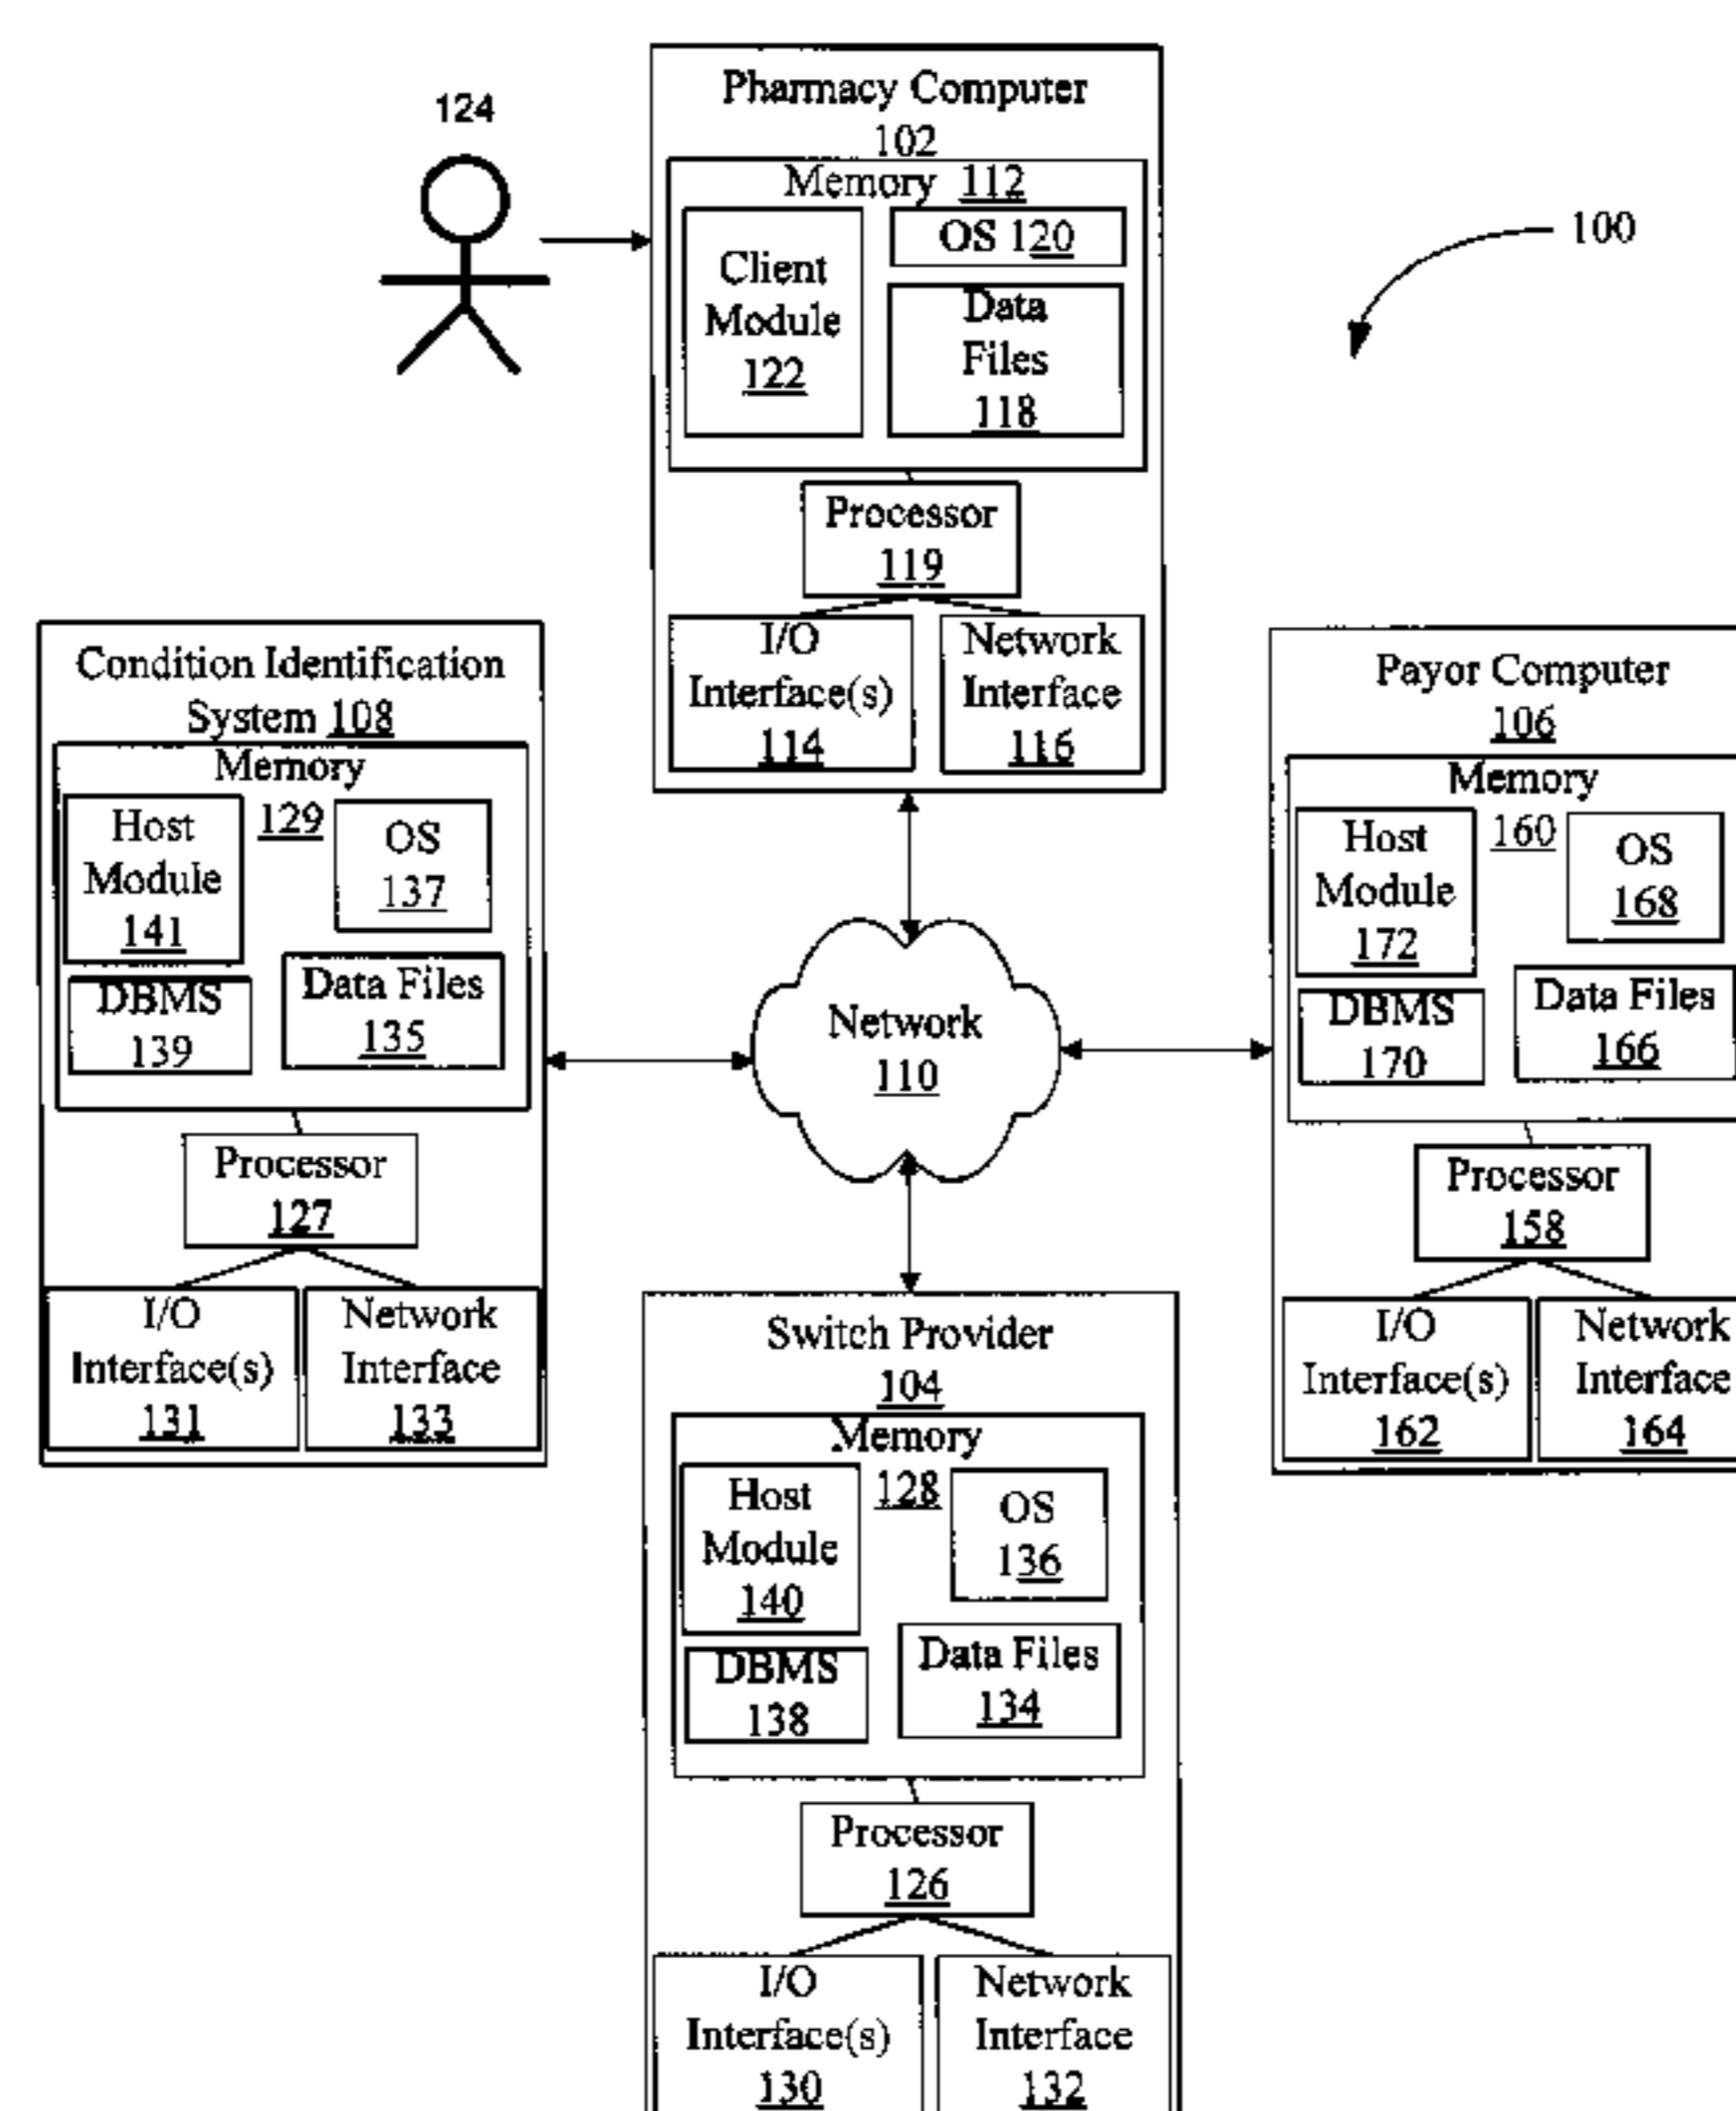 124
Pharmacy Computer
102
Memory 112
Client
Module
122
OS 120
Data
Files
118
Processor
119
I/O
Interface(s)
114
Network
Interface
116
100
Condition Identification
System 108
Memory
129
Host
Module
141
OS
137
DBMS
139
Data Files
135
Processor
127
I/O
Interface(s)
131
Network
Interface
133
Network
110
Payor Computer
106
Memory
160
Host
Module
172
OS
168
DBMS
170
Data Files
166
Processor
158
I/O
Interface(s)
162
Network
Interface
164
Switch Provider
104
Memory
128
Host
Module
140
OS
136
DBMS
138
Data Files
134
Processor
126
I/O
Interface(s)
130
Network
Interface
132